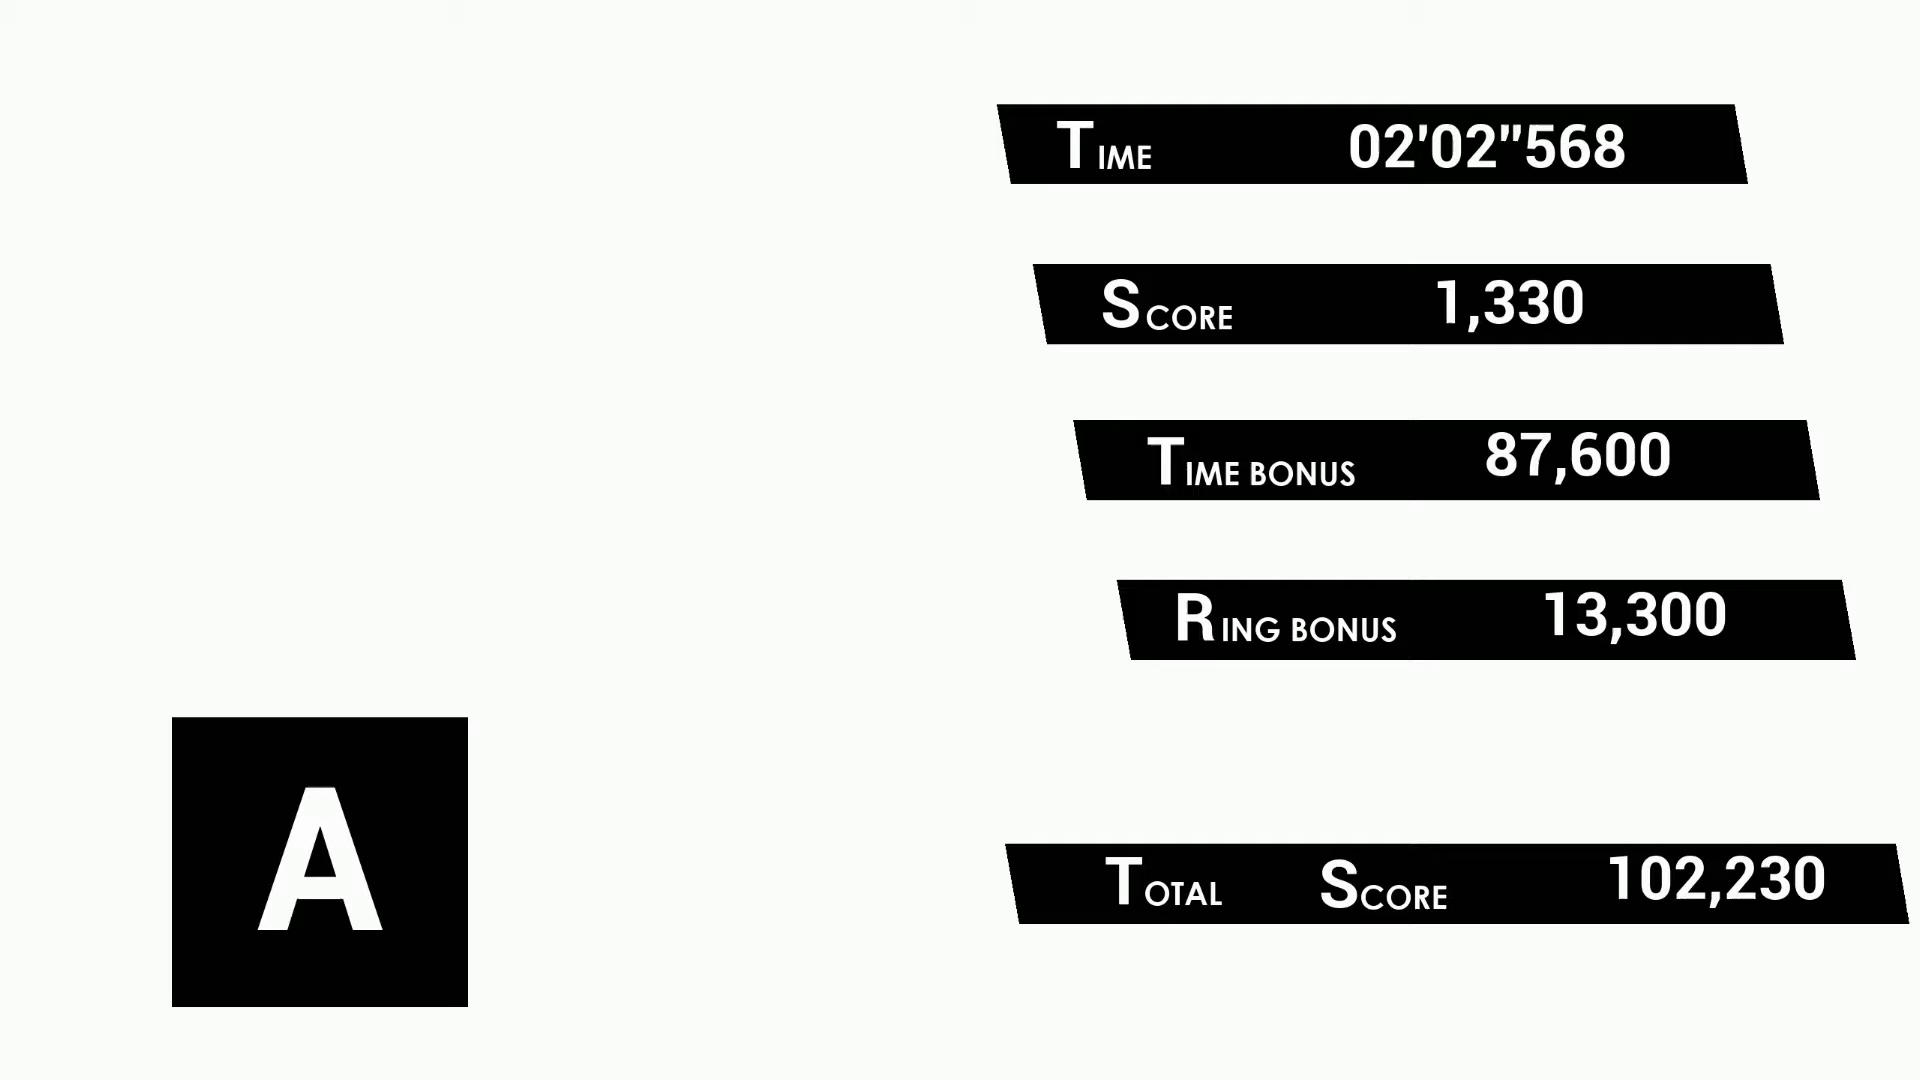 TIME 02'02"568
SCORE 1,330
TIME BONUS 87,600
RING BONUS 13,300
A
TOTAL SCORE 102,230